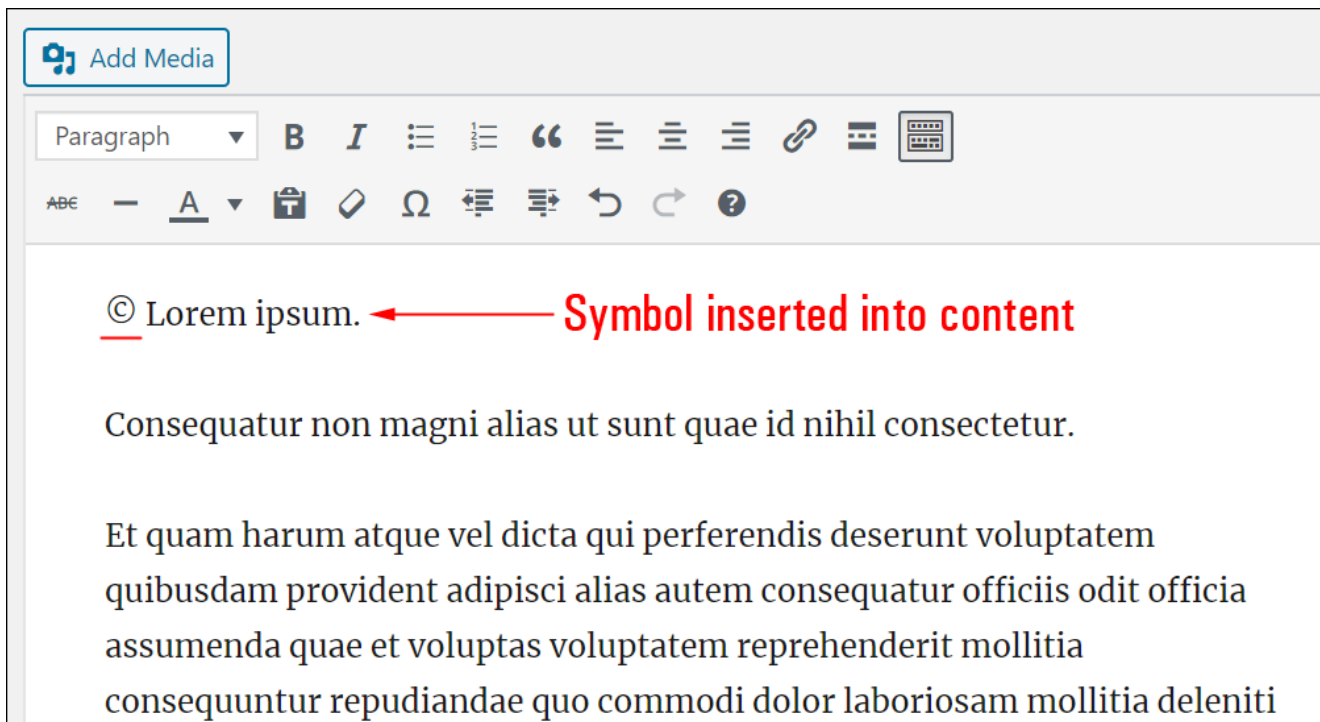 Add Media
Paragraph
ABC
A
© Lorem ipsum. Symbol inserted into content
Consequatur non magni alias ut sunt quae id nihil consectetur.
Et quam harum atque vel dicta qui perferendis deserunt voluptatem
quibusdam provident adipisci alias autem consequatur officiis odit officia
assumenda quae et voluptas voluptatem reprehenderit mollitia
consequuntur repudiandae quo commodi dolor laboriosam mollitia deleniti